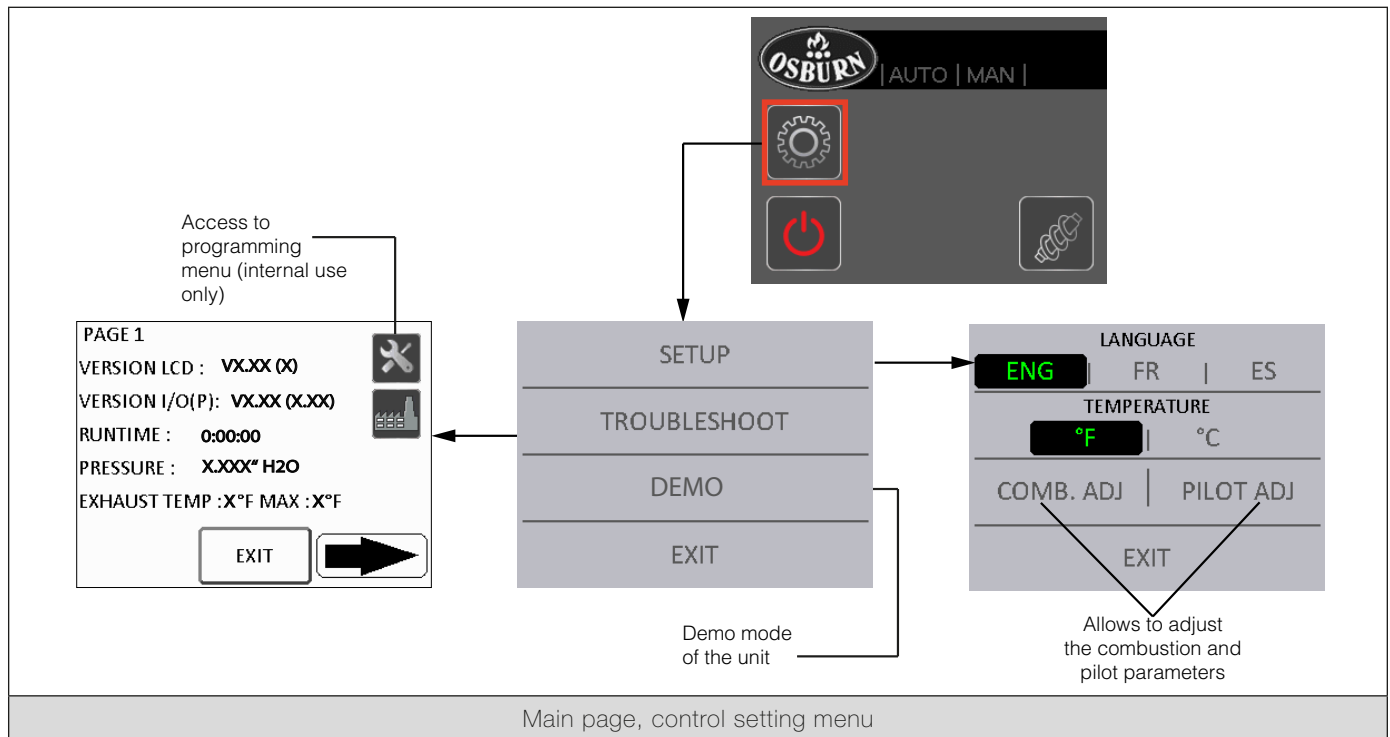 OSBURN
| AUTO | MAN |
Access to
programming
menu (internal use
only)
PAGE 1
VERSION LCD : VX.XX (X)
VERSION I/O(P): VX.XX (X.XX)
RUNTIME : 0:00:00
PRESSURE : X.XXX" H2O
EXHAUST TEMP :X°F MAX :X°F
EXIT
SETUP
TROUBLESHOOT
DEMO
EXIT
Demo mode
of the unit
LANGUAGE
ENG | FR | ES
TEMPERATURE
°F | °C
COMB. ADJ | PILOT ADJ
EXIT
Allows to adjust
the combustion and
pilot parameters
Main page, control setting menu